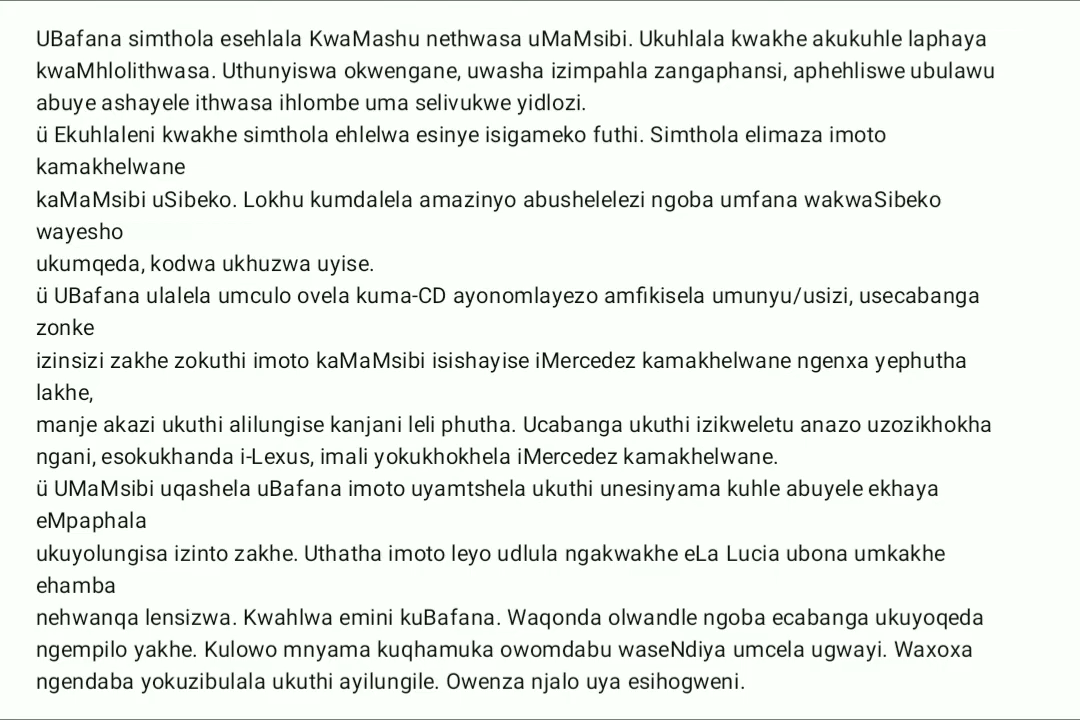 UBafana simthola esehlala KwaMashu nethwasa uMaMsibi. Ukuhlala kwakhe akukuhle laphaya
kwaMhlolithwasa. Uthunyiswa okwengane, uwasha izimpahla zangaphansi, aphehliswe ubulawu
abuye ashayele ithwasa ihlombe uma selivukwe yidlozi.
ü Ekuhlaleni kwakhe simthola ehlelwa esinye isigameko futhi. Simthola elimaza imoto
kamakhelwane
kaMaMsibi uSibeko. Lokhu kumdalela amazinyo abushelelezi ngoba umfana wakwaSibeko
wayesho
ukumqeda, kodwa ukhuzwa uyise.
ü UBafana ulalela umculo ovela kuma-CD ayonomlayezo amfikisela umunyu/usizi, usecabanga
zonke
izinsizi zakhe zokuthi imoto kaMaMsibi isishayise iMercedez kamakhelwane ngenxa yephutha
lakhe,
manje akazi ukuthi alilungise kanjani leli phutha. Ucabanga ukuthi izikweletu anazo uzozikhokha
ngani, esokukhanda i-Lexus, imali yokukhokhela iMercedez kamakhelwane.
ü UMaMsibi uqashela uBafana imoto uyamtshela ukuthi unesinyama kuhle abuyele ekhaya
eMpaphala
ukuyolungisa izinto zakhe. Uthatha imoto leyo udlula ngakwakhe eLa Lucia ubona umkakhe
ehamba
nehwanqa lensizwa. Kwahlwa emini kuBafana. Waqonda olwandle ngoba ecabanga ukuyoqeda
ngempilo yakhe. Kulowo mnyama kuqhamuka owomdabu waseNdiya umcela ugwayi. Waxoxa
ngendaba yokuzibulala ukuthi ayilungile. Owenza njalo uya esihogweni.